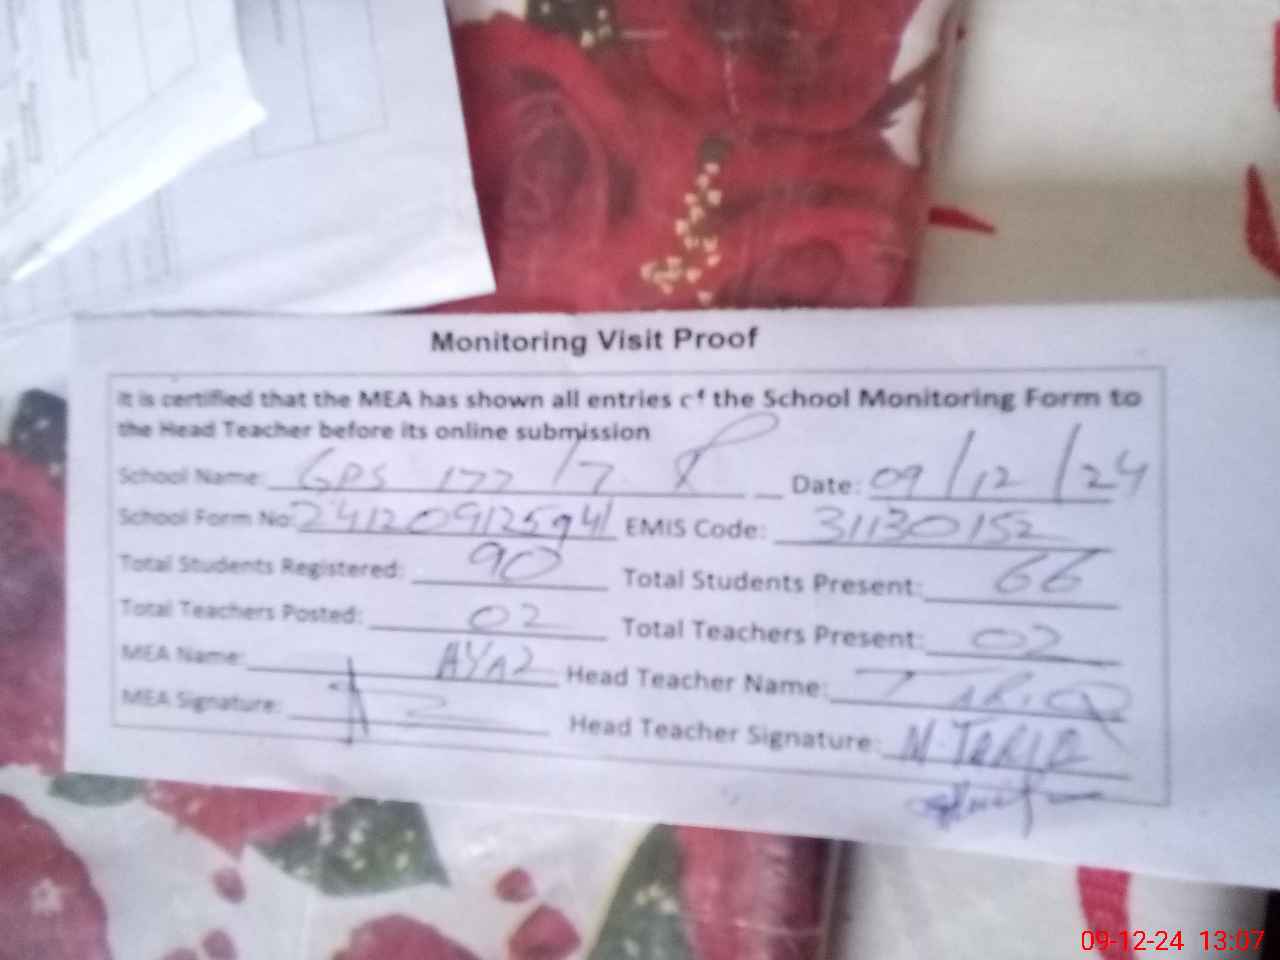 Monitoring Visit Proof
It is certified that the MEA has shown all entries of the School Monitoring Form to
the Head Teacher before its online submission
School Name: GPS 177/7 R Date: 09/12/24
School Form No: 241209125941 EMIS Code: 31130152
Total Students Registered: 90 Total Students Present: 66
Total Teachers Posted: 02 Total Teachers Present: 02
MEA Name: AYAZ Head Teacher Name: TARIQ
MEA Signature: Head Teacher Signature: M. TARIQ
09-12-24 13:07